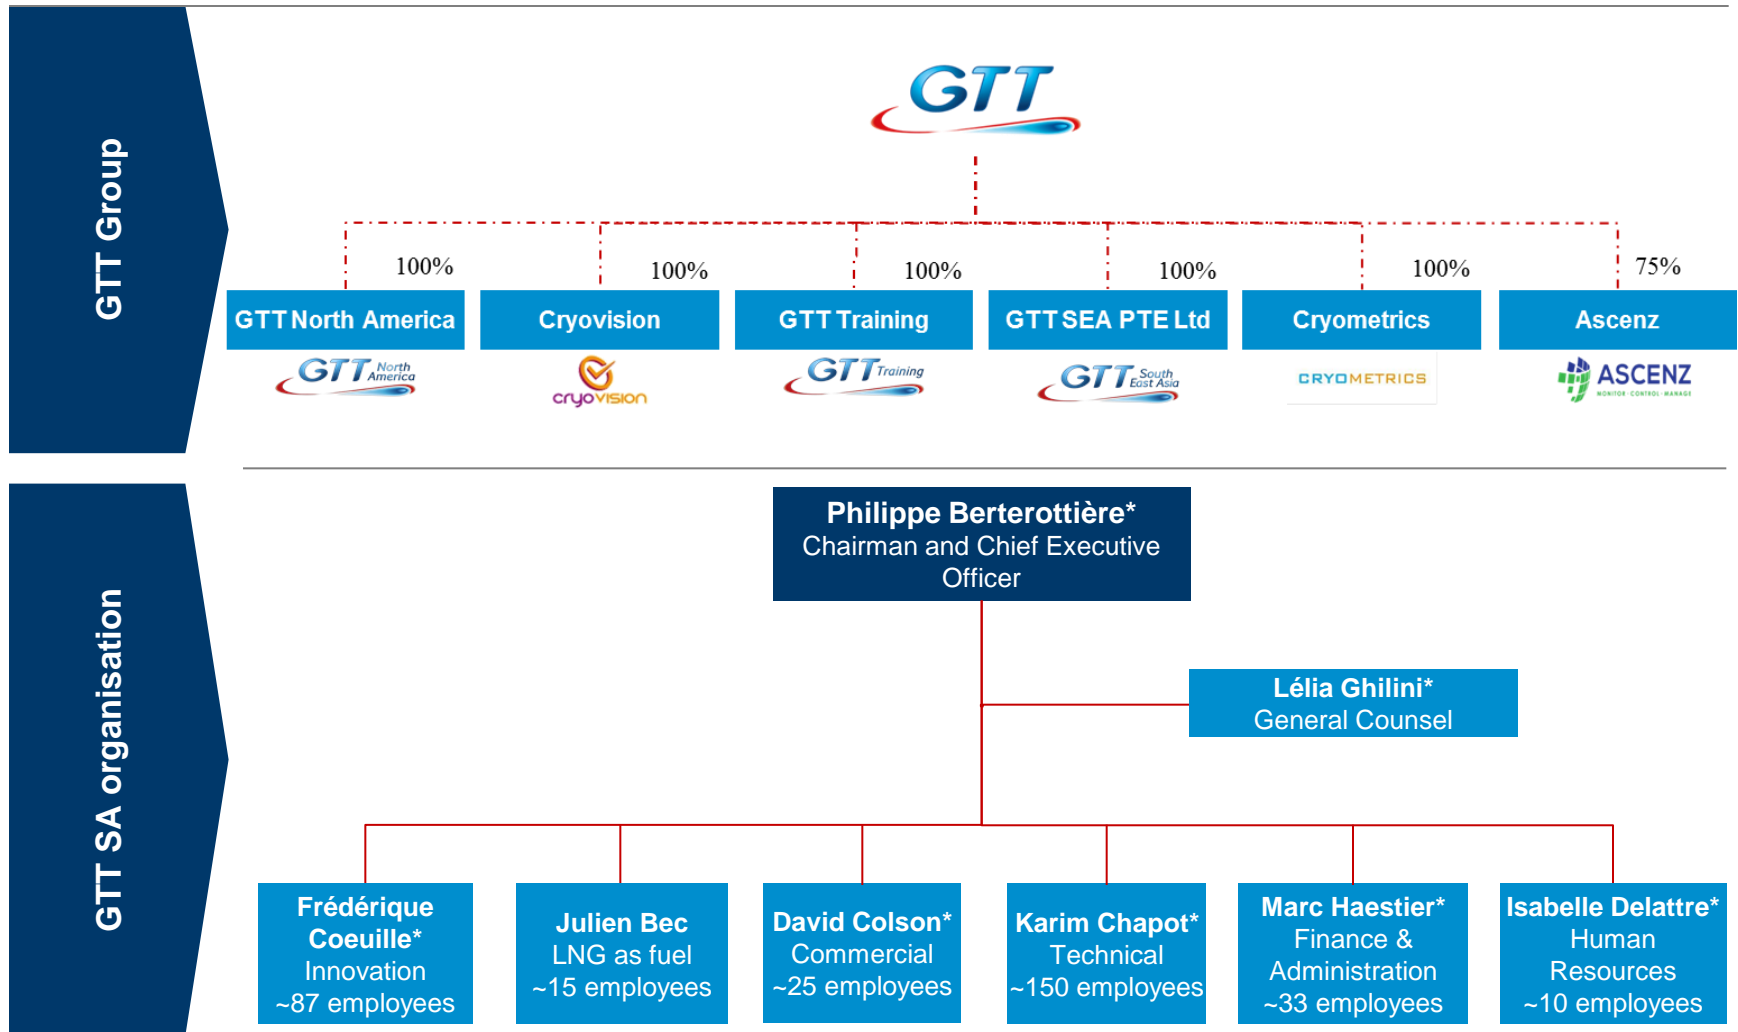 GTT Group
GTT
100%
100%
100%
100%
100%
75%
GTT North America
Cryovision
GTT Training
GTT SEA PTE Ltd
Cryometrics
Ascenz
GTT North
America
cryovision
GTT Training
GTT South
East Asia
CRYOMETRICS
ASCENZ
MONITOR · CONTROL · MANAGE
GTT SA organisation
Philippe Berterottière*
Chairman and Chief Executive
Officer
Lélia Ghilini*
General Counsel
Frédérique
Coeuille*
Innovation
~87 employees
Julien Bec
LNG as fuel
~15 employees
David Colson*
Commercial
~25 employees
Karim Chapot*
Technical
~150 employees
Marc Haestier*
Finance &
Administration
~33 employees
Isabelle Delattre*
Human
Resources
~10 employees